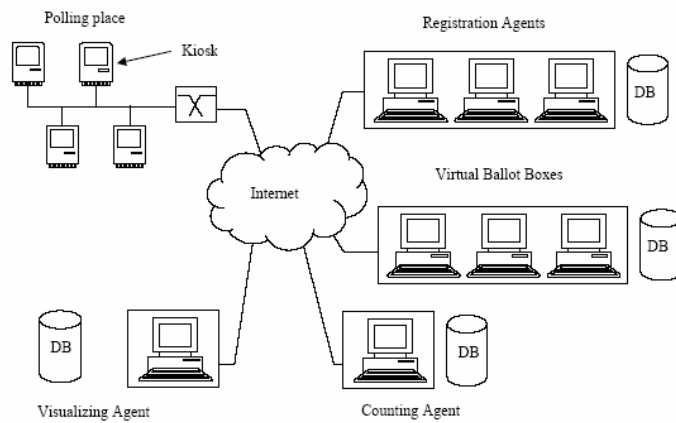 Polling place
Kiosk
Registration Agents
DB
Virtual Ballot Boxes
Internet
DB
DB
DB
Visualizing Agent
Counting Agent